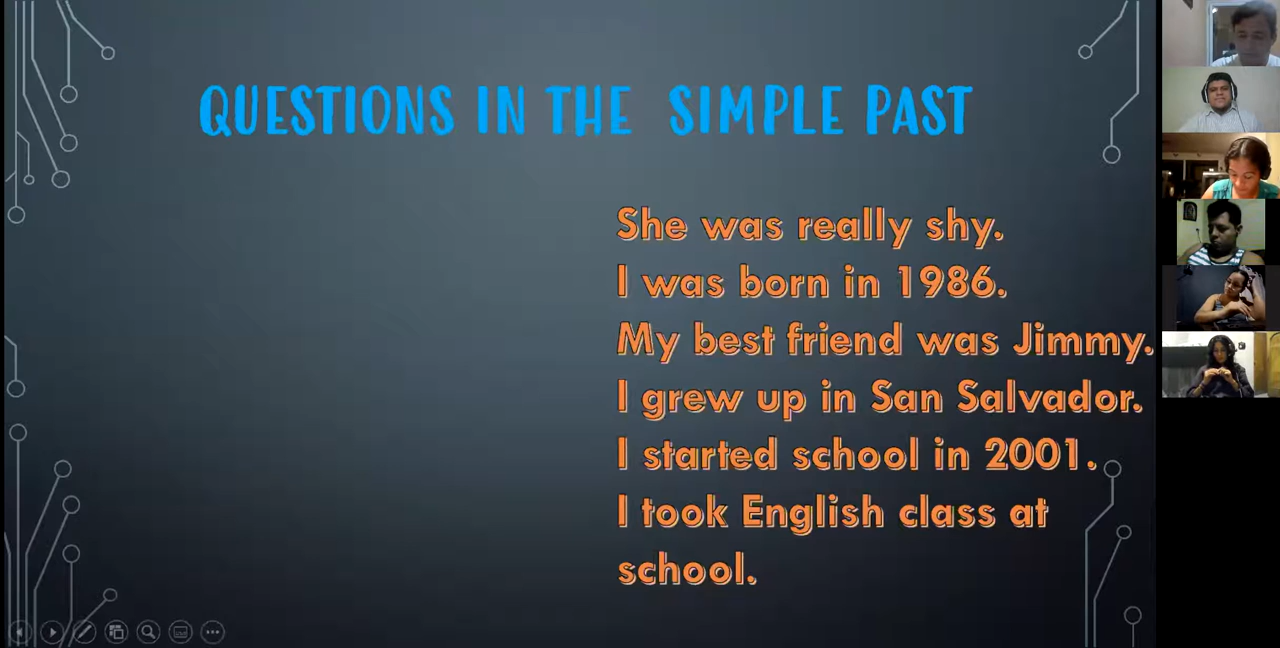 QUESTIONS IN THE SIMPLE PAST
She was really shy.
I was born in 1986.
My best friend was Jimmy.
I grew up in San Salvador.
I started school in 2001.
I took English class at
school.